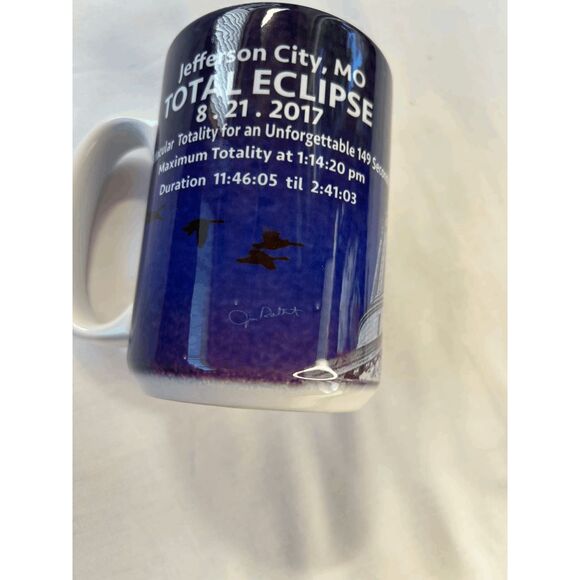 Jefferson City, MO
TOTAL ECLIPSE
8 . 21 . 2017
Totality for an Unforgettable 149
Maximum Totality at 1:14:20 pm
Duration 11:46:05 til 2:41:03